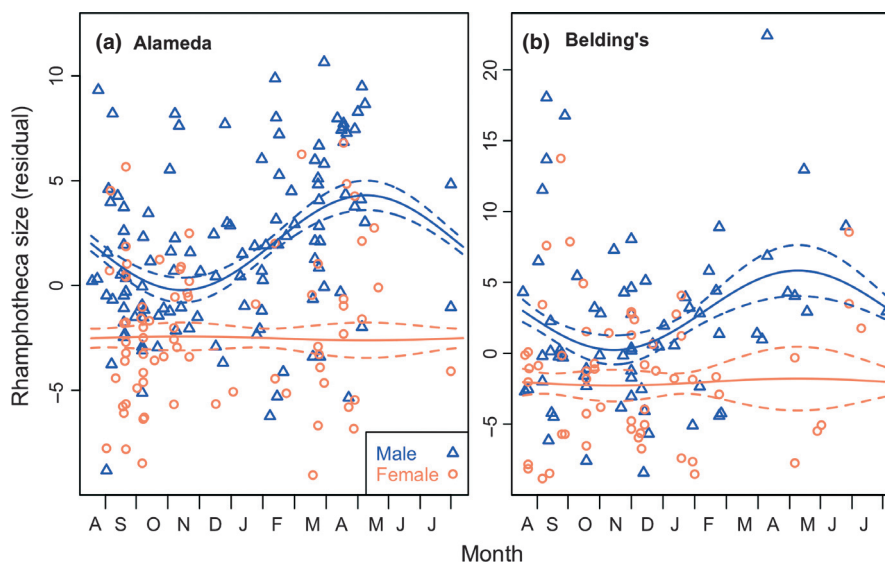 (a) Alameda
(b) Belding's
Rhamphotheca size (residual)
10
5
0
−5
20
15
10
5
0
−5
Male
Female
A S O N D J F M A M J J
A S O N D J F M A M J J
Month